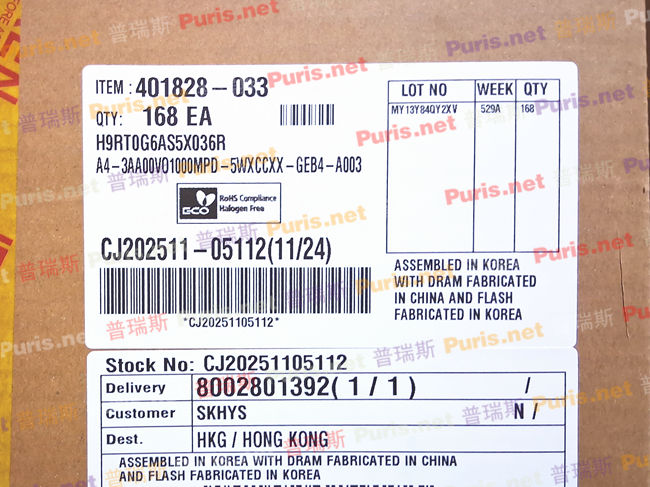 ITEM : 401828-033
QTY: 168 EA
H9RT0G6AS5X036R
A4-3AA00V01000MPD-5WXCCXX-GEB4-A003
ECO RoHS Compliance
Halogen Free
CJ202511-05112(11/24)
*CJ20251105112*
LOT NO WEEK QTY
MY13Y84QY2XV 529A 168
ASSEMBLED IN KOREA
WITH DRAM FABRICATED
IN CHINA AND FLASH
FABRICATED IN KOREA
Stock No: CJ20251105112
Delivery 8002801392( 1 / 1 ) /
Customer SKHYS N /
Dest. HKG / HONG KONG
ASSEMBLED IN KOREA WITH DRAM FABRICATED IN CHINA
AND FLASH FABRICATED IN KOREA
普瑞斯 Puris.net